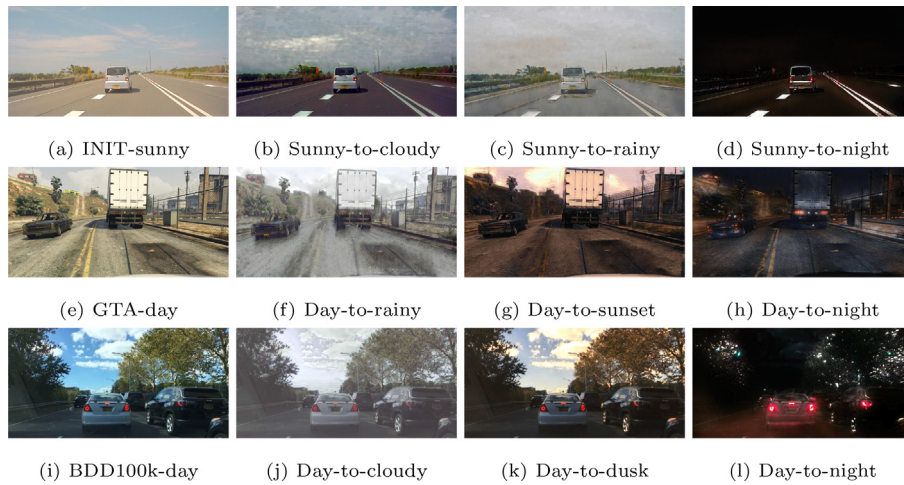 (a) INIT-sunny
(b) Sunny-to-cloudy
(c) Sunny-to-rainy
(d) Sunny-to-night
(e) GTA-day
(f) Day-to-rainy
(g) Day-to-sunset
(h) Day-to-night
(i) BDD100k-day
(j) Day-to-cloudy
(k) Day-to-dusk
(l) Day-to-night